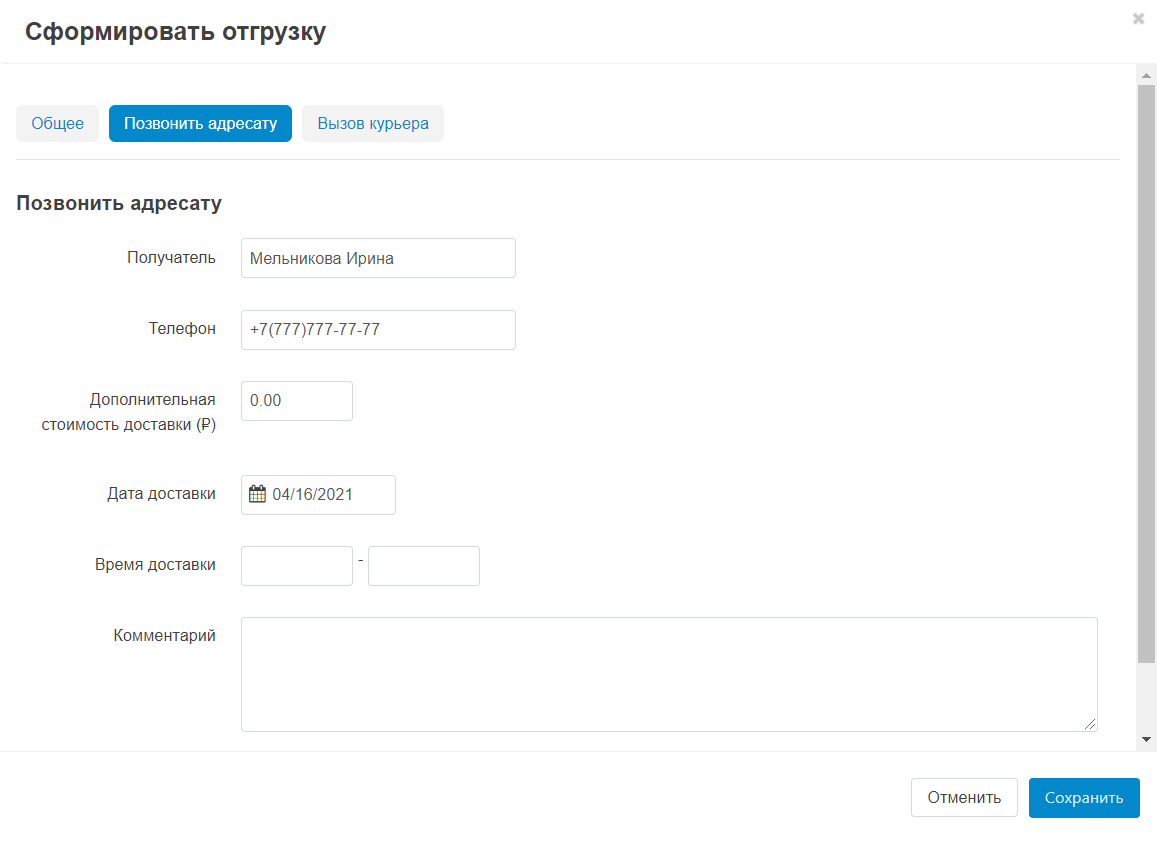 Сформировать отгрузку
Общее
Позвонить адресату
Вызов курьера
Позвонить адресату
Получатель
Мельникова Ирина
Телефон
+7(777)777-77-77
Дополнительная
стоимость доставки (₽)
0.00
Дата доставки
04/16/2021
Время доставки
-
Комментарий
Отменить
Сохранить